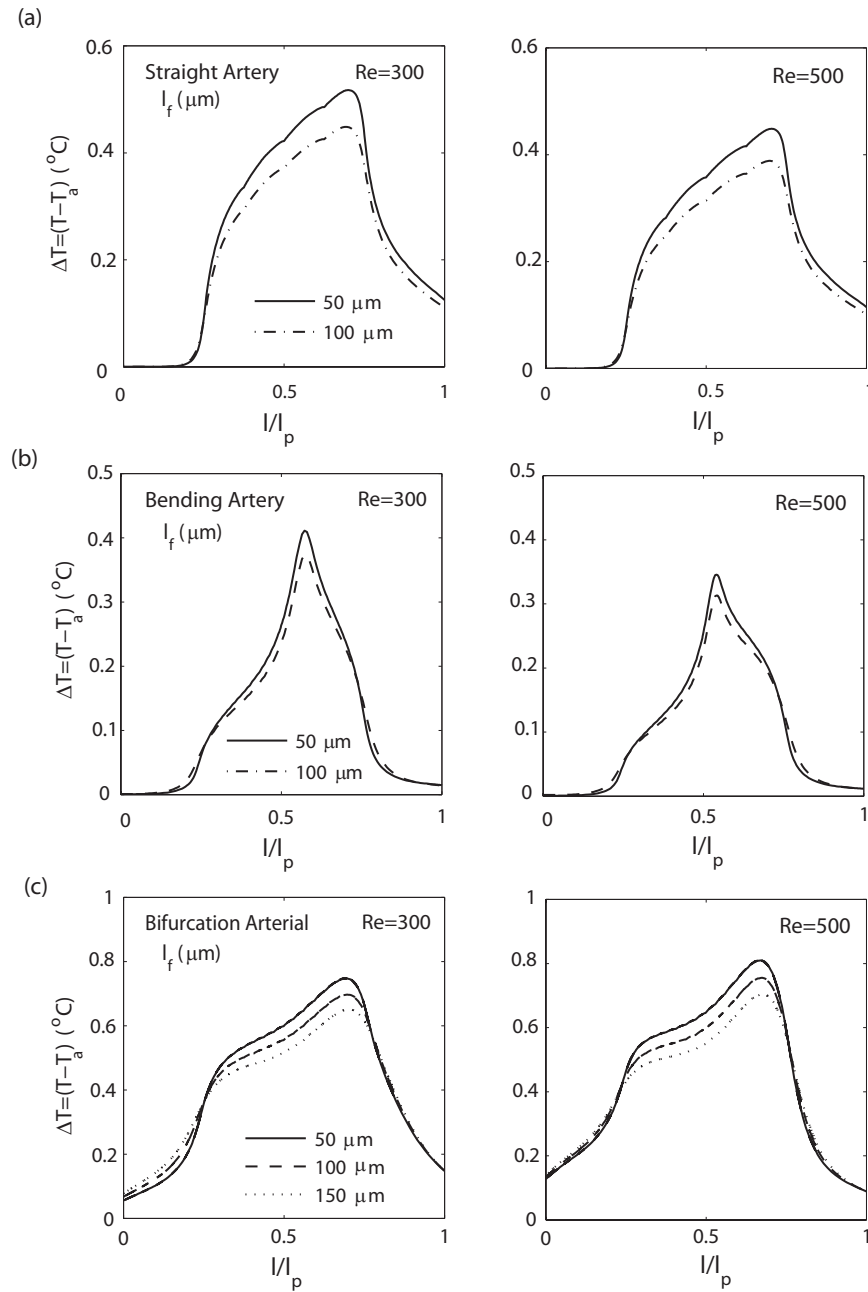 (a)
Straight Artery
Re=300
l_f (μm)
0.6
0.4
0.2
0
ΔT=(T−T_a) (°C)
50 μm
100 μm
0
0.5
1
l/l_p
Re=500
0.6
0.4
0.2
0
0
0.5
1
l/l_p
(b)
Bending Artery
Re=300
l_f (μm)
0.5
0.4
0.3
0.2
0.1
0
ΔT=(T−T_a) (°C)
50 μm
100 μm
0
0.5
1
l/l_p
Re=500
0.5
0.4
0.3
0.2
0.1
0
0
0.5
1
l/l_p
(c)
Bifurcation Arterial
Re=300
l_f (μm)
1
0.8
0.6
0.4
0.2
0
ΔT=(T−T_a) (°C)
50 μm
100 μm
150 μm
0
0.5
1
l/l_p
Re=500
1
0.8
0.6
0.4
0.2
0
0
0.5
1
l/l_p